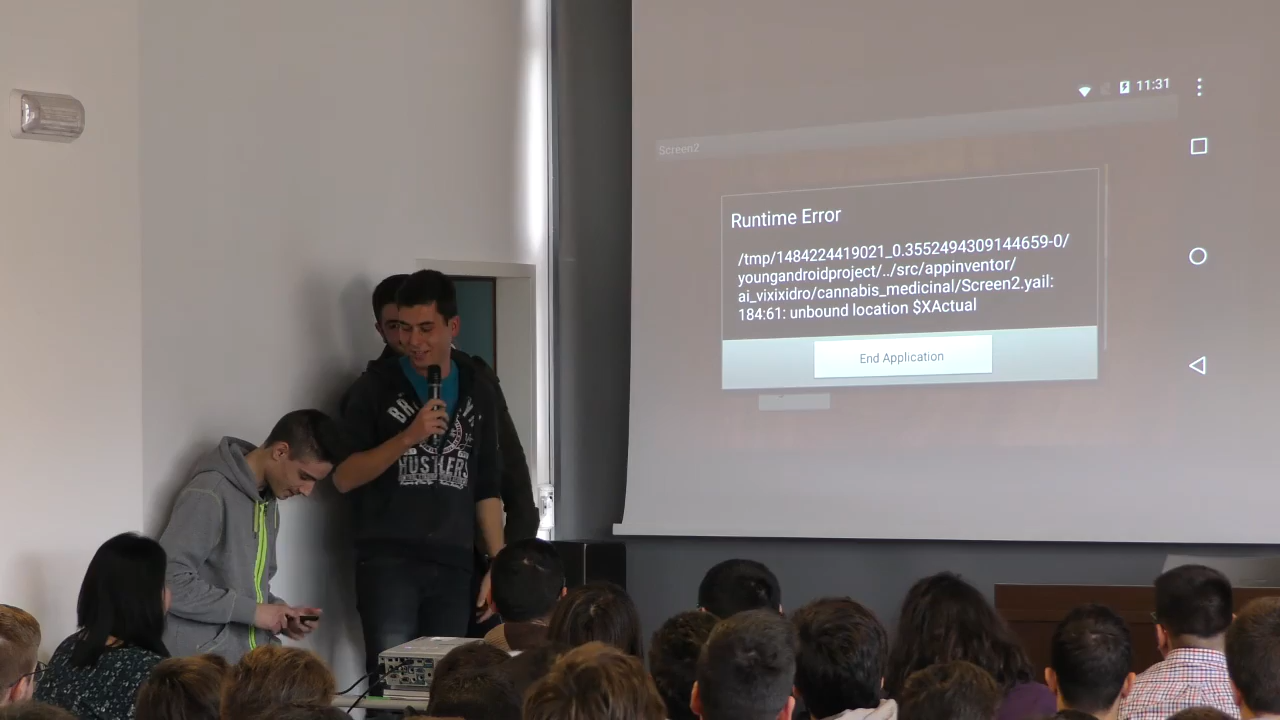 11:31
Screen2
Runtime Error
/tmp/1484224419021_0.3552494309144659-0/
youngandroidproject/../src/appinventor/
ai_vixixidro/cannabis_medicinal/Screen2.yail:
184:61: unbound location $XActual
End Application
HUSTLERS